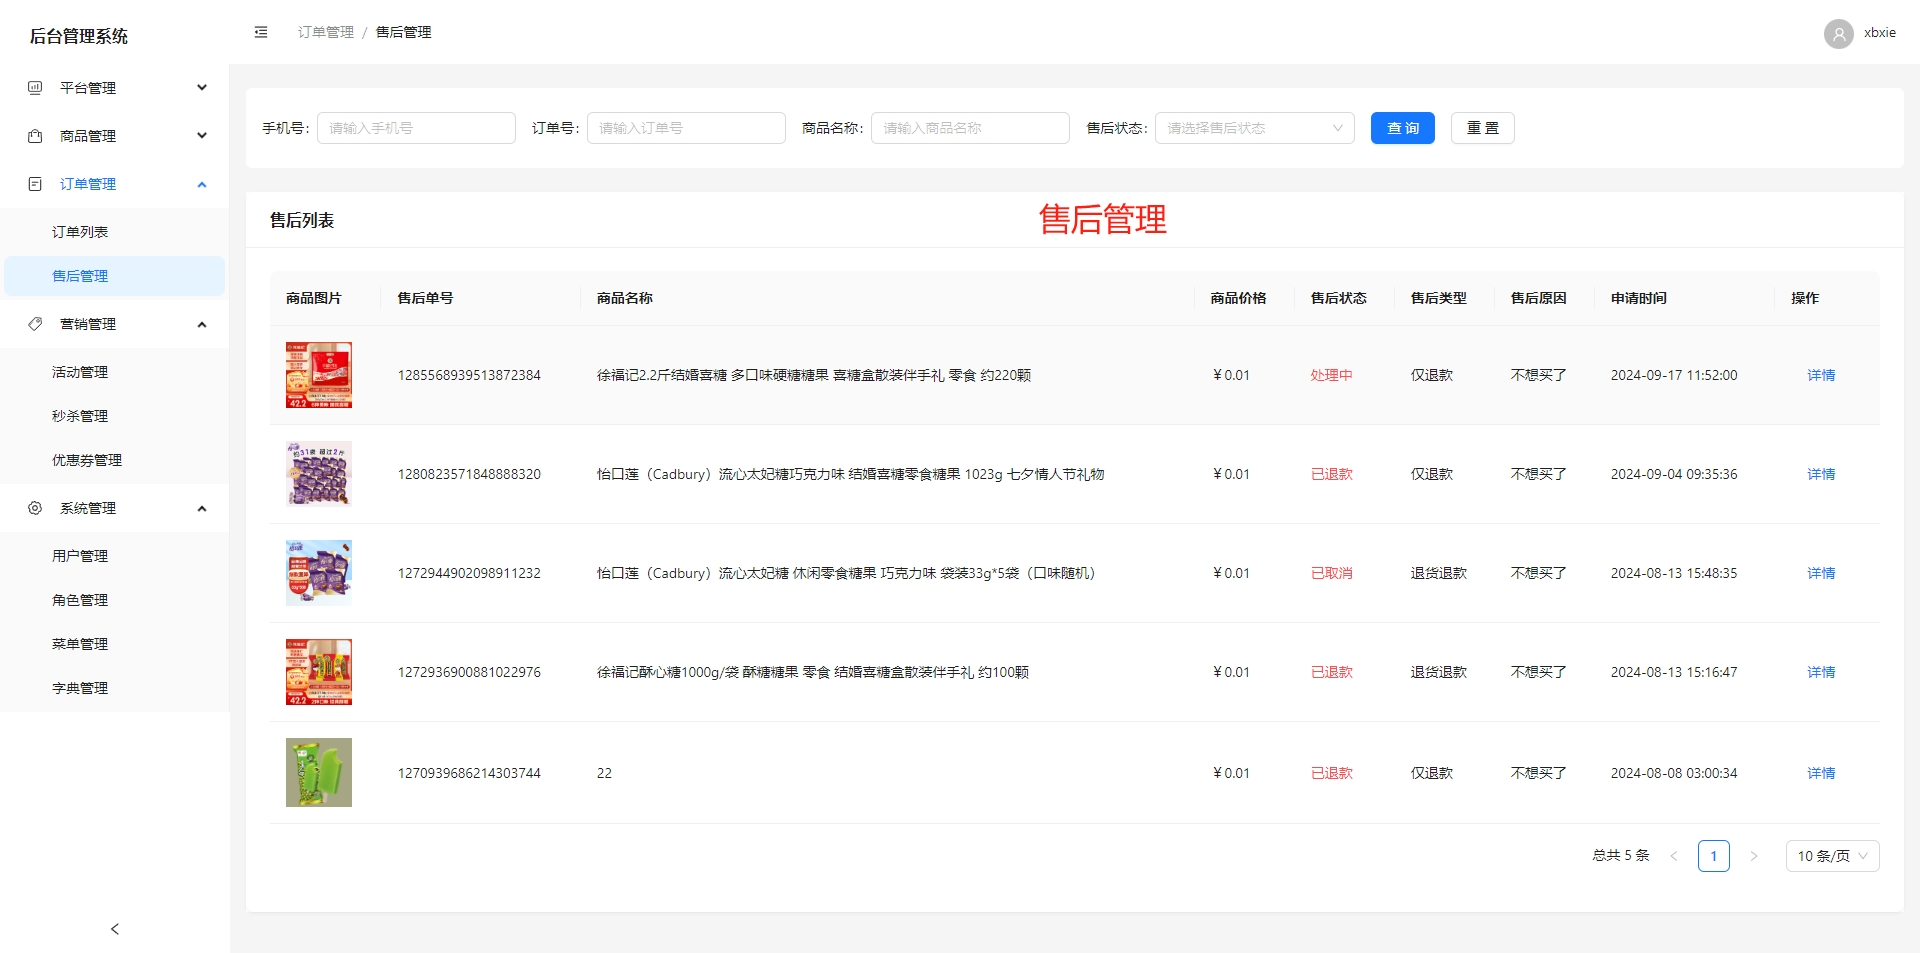 后台管理系统
订单管理 / 售后管理
xbxie
平台管理
商品管理
订单管理
订单列表
售后管理
营销管理
活动管理
秒杀管理
优惠券管理
系统管理
用户管理
角色管理
菜单管理
字典管理
手机号: 请输入手机号 订单号: 请输入订单号 商品名称: 请输入商品名称 售后状态: 请选择售后状态 查 询 重 置
售后列表
售后管理
商品图片 售后单号 商品名称 商品价格 售后状态 售后类型 售后原因 申请时间 操作
42.2
1285568939513872384 徐福记2.2斤结婚喜糖 多口味硬糖糖果 喜糖盒散装伴手礼 零食 约220颗 ¥ 0.01 处理中 仅退款 不想买了 2024-09-17 11:52:00 详情
约31袋 超过2斤
1280823571848888320 怡口莲（Cadbury）流心太妃糖巧克力味 结婚喜糖零食糖果 1023g 七夕情人节礼物 ¥ 0.01 已退款 仅退款 不想买了 2024-09-04 09:35:36 详情
1272944902098911232 怡口莲（Cadbury）流心太妃糖 休闲零食糖果 巧克力味 袋装33g*5袋（口味随机） ¥ 0.01 已取消 退货退款 不想买了 2024-08-13 15:48:35 详情
42.2
1272936900881022976 徐福记酥心糖1000g/袋 酥糖糖果 零食 结婚喜糖盒散装伴手礼 约100颗 ¥ 0.01 已退款 退货退款 不想买了 2024-08-13 15:16:47 详情
1270939686214303744 22 ¥ 0.01 已退款 仅退款 不想买了 2024-08-08 03:00:34 详情
总共 5 条 < 1 > 10 条/页